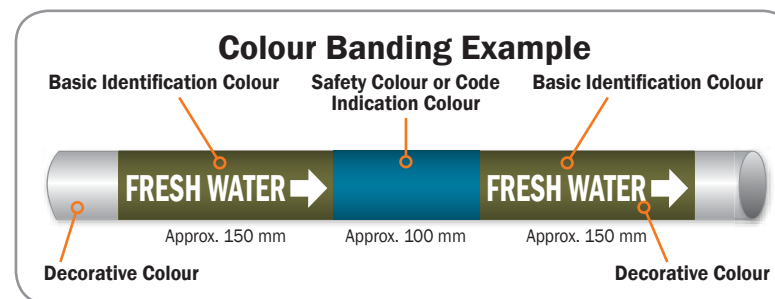 Colour Banding Example
Basic Identification Colour
Safety Colour or Code
Indication Colour
Basic Identification Colour
FRESH WATER
FRESH WATER
Approx. 150 mm
Approx. 100 mm
Approx. 150 mm
Decorative Colour
Decorative Colour